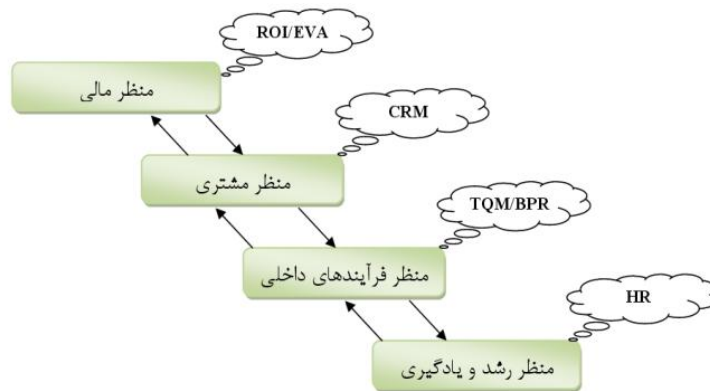 ROI/EVA
منظر مالی
CRM
منظر مشتری
TQM/BPR
منظر فرآیندهای داخلی
HR
منظر رشد و یادگیری